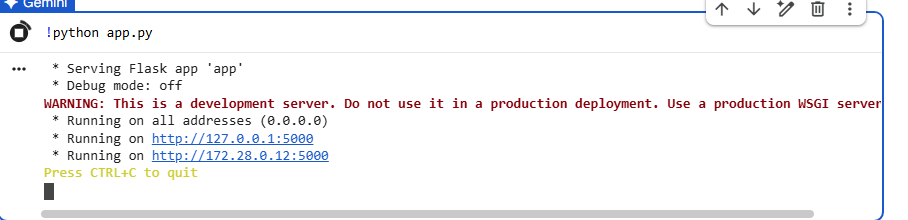 Gemini
!python app.py
* Serving Flask app 'app'
* Debug mode: off
WARNING: This is a development server. Do not use it in a production deployment. Use a production WSGI server
* Running on all addresses (0.0.0.0)
* Running on http://127.0.0.1:5000
* Running on http://172.28.0.12:5000
Press CTRL+C to quit